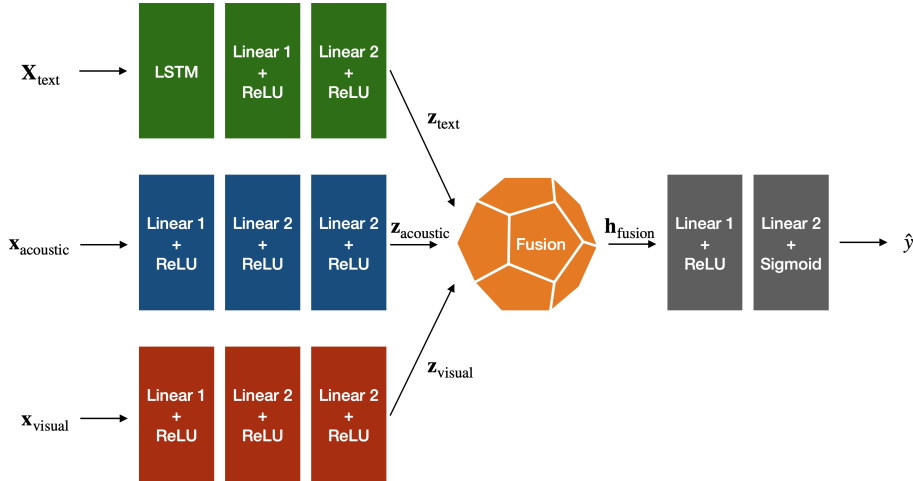 X_text
LSTM
Linear 1
+
ReLU
Linear 2
+
ReLU
z_text
x_acoustic
Linear 1
+
ReLU
Linear 2
+
ReLU
Linear 2
+
ReLU
z_acoustic
Fusion
h_fusion
Linear 1
+
ReLU
Linear 2
+
Sigmoid
ŷ
x_visual
Linear 1
+
ReLU
Linear 2
+
ReLU
Linear 2
+
ReLU
z_visual